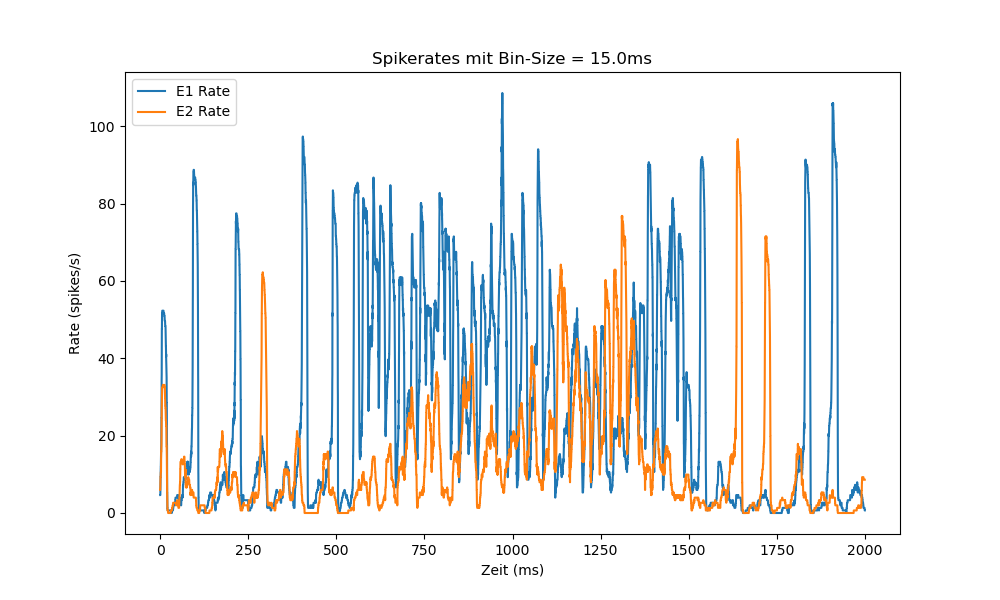 Spikerates mit Bin-Size = 15.0ms
E1 Rate
E2 Rate
Rate (spikes/s)
100
80
60
40
20
0
0 250 500 750 1000 1250 1500 1750 2000
Zeit (ms)